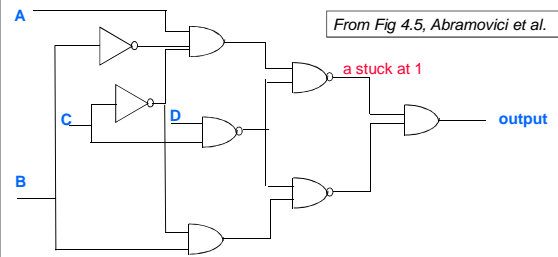 A
From Fig 4.5, Abramovici et al.
a stuck at 1
C
D
output
B